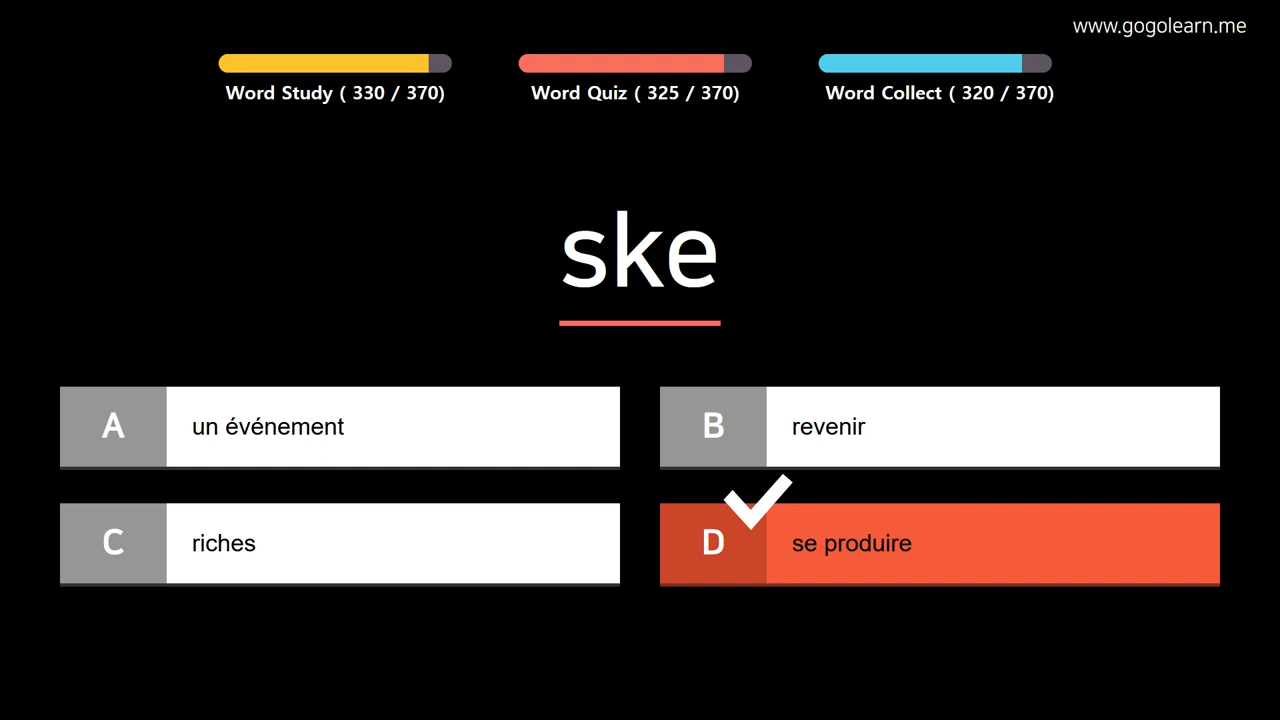 www.gogolearn.me
Word Study ( 330 / 370)
Word Quiz ( 325 / 370)
Word Collect ( 320 / 370)
ske
A
un événement
B
revenir
C
riches
D
se produire